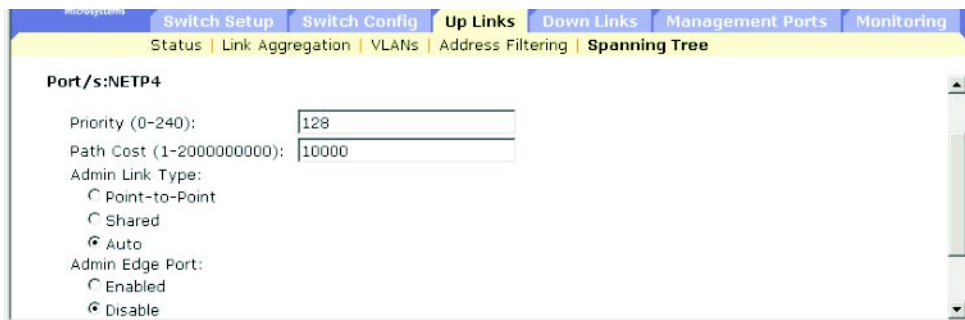 microsystems
Switch Setup Switch Config Up Links Down Links Management Ports Monitoring
Status | Link Aggregation | VLANs | Address Filtering | Spanning Tree
Port/s:NETP4
Priority (0-240): 128
Path Cost (1-2000000000): 10000
Admin Link Type:
Point-to-Point
Shared
Auto
Admin Edge Port:
Enabled
Disable